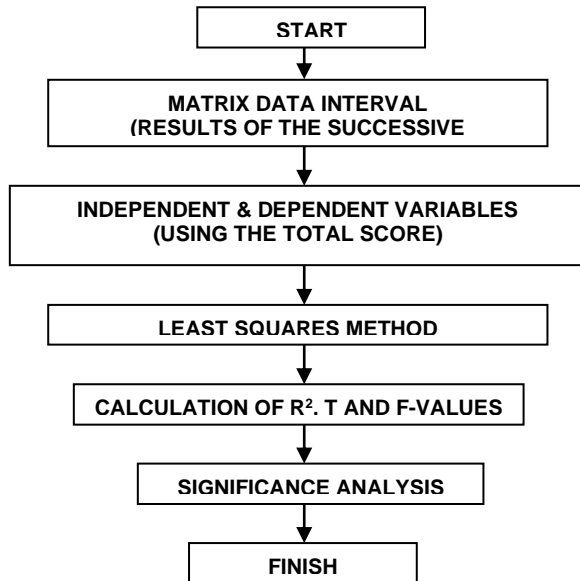 START
MATRIX DATA INTERVAL
(RESULTS OF THE SUCCESSIVE
INDEPENDENT & DEPENDENT VARIABLES
(USING THE TOTAL SCORE)
LEAST SQUARES METHOD
CALCULATION OF R². T AND F-VALUES
SIGNIFICANCE ANALYSIS
FINISH